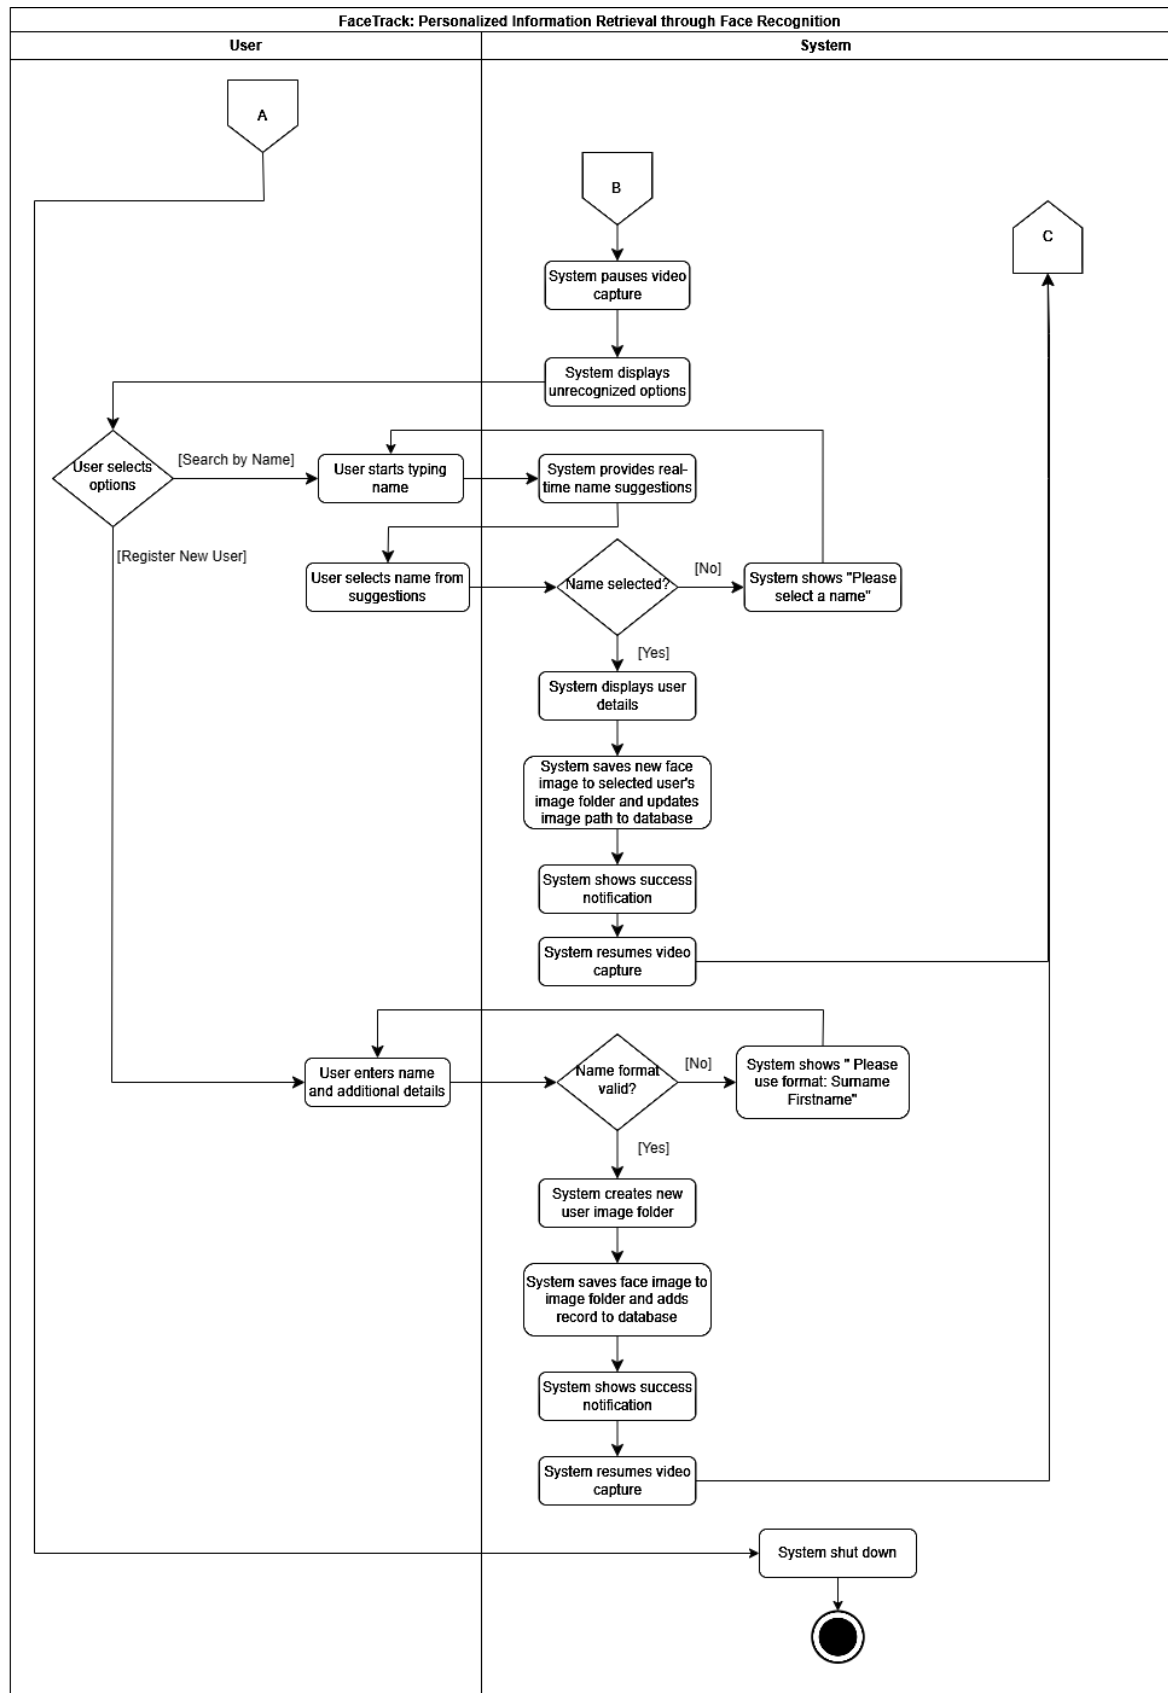 FaceTrack: Personalized Information Retrieval through Face Recognition
User
System
A
B
C
System pauses video
capture
System displays
unrecognized options
User selects
options
[Search by Name]
User starts typing
name
System provides real-
time name suggestions
[Register New User]
User selects name from
suggestions
Name selected?
[No]
System shows "Please
select a name"
[Yes]
System displays user
details
System saves new face
image to selected user's
image folder and updates
image path to database
System shows success
notification
System resumes video
capture
User enters name
and additional details
Name format
valid?
[No]
System shows " Please
use format: Surname
Firstname"
[Yes]
System creates new
user image folder
System saves face image to
image folder and adds
record to database
System shows success
notification
System resumes video
capture
System shut down